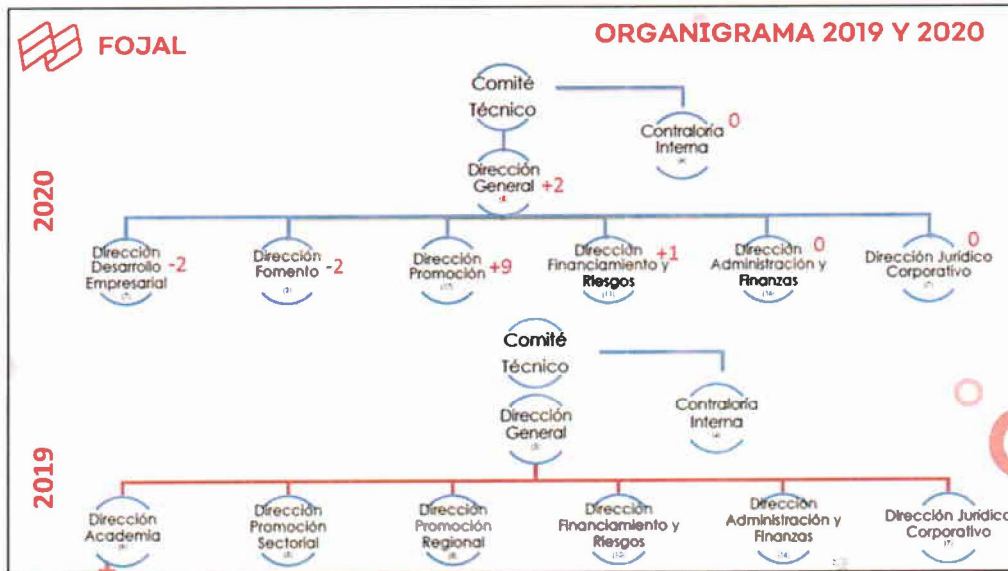 FOJAL
ORGANIGRAMA 2019 Y 2020
2020
Comité
Técnico
Contraloría
Interna
0
Dirección
General
+2
Dirección
Desarrollo
Empresarial
-2
Dirección
Fomento
-2
Dirección
Promoción
+9
Dirección
Financiamiento y
Riesgos
+1
Dirección
Administración y
Finanzas
0
Dirección Jurídico
Corporativo
0
2019
Comité
Técnico
Contraloría
Interna
Dirección
General
Dirección
Academia
Dirección
Promoción
Sectorial
Dirección
Promoción
Regional
Dirección
Financiamiento y
Riesgos
Dirección
Administración y
Finanzas
Dirección Jurídico
Corporativo
(7)